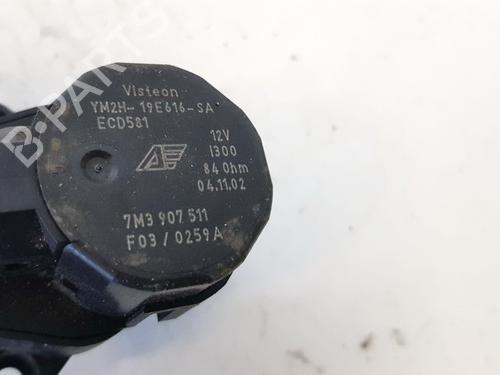 Visteon
YM2H-19E616-SA
ECD581
12V
I300
84 Ohm
04.11.02
7M3 907 511
F03 / 0259A
B-PARTS